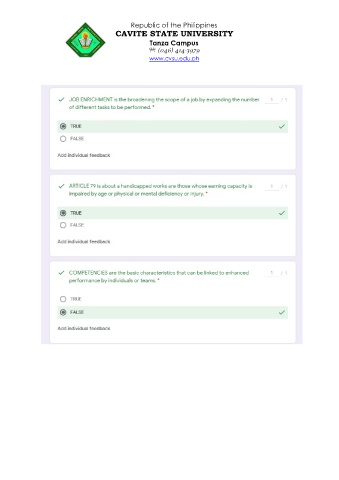 Republic of the Philippines
CAVITE STATE UNIVERSITY
Tanza Campus
☎ (046) 414-3979
www.cvsu.edu.ph
JOB ENRICHMENT is the broadening the scope of a job by expanding the number 1 / 1
of different tasks to be performed. *
TRUE
FALSE
Add individual feedback
ARTICLE 79 is about a handicapped works are those whose earning capacity is 1 / 1
impaired by age or physical or mental deficiency or injury. *
TRUE
FALSE
Add individual feedback
COMPETENCIES are the basic characteristics that can be linked to enhanced 1 / 1
performance by individuals or teams. *
TRUE
FALSE
Add individual feedback